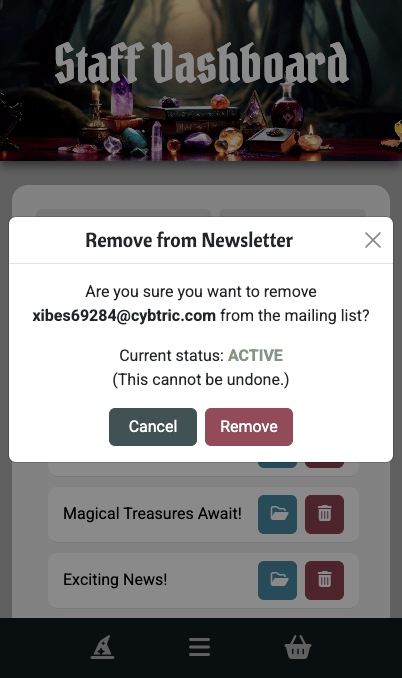 Staff Dashboard
Remove from Newsletter
Are you sure you want to remove
xibes69284@cybtric.com from the mailing list?
Current status: ACTIVE
(This cannot be undone.)
Cancel Remove
Magical Treasures Await!
Exciting News!